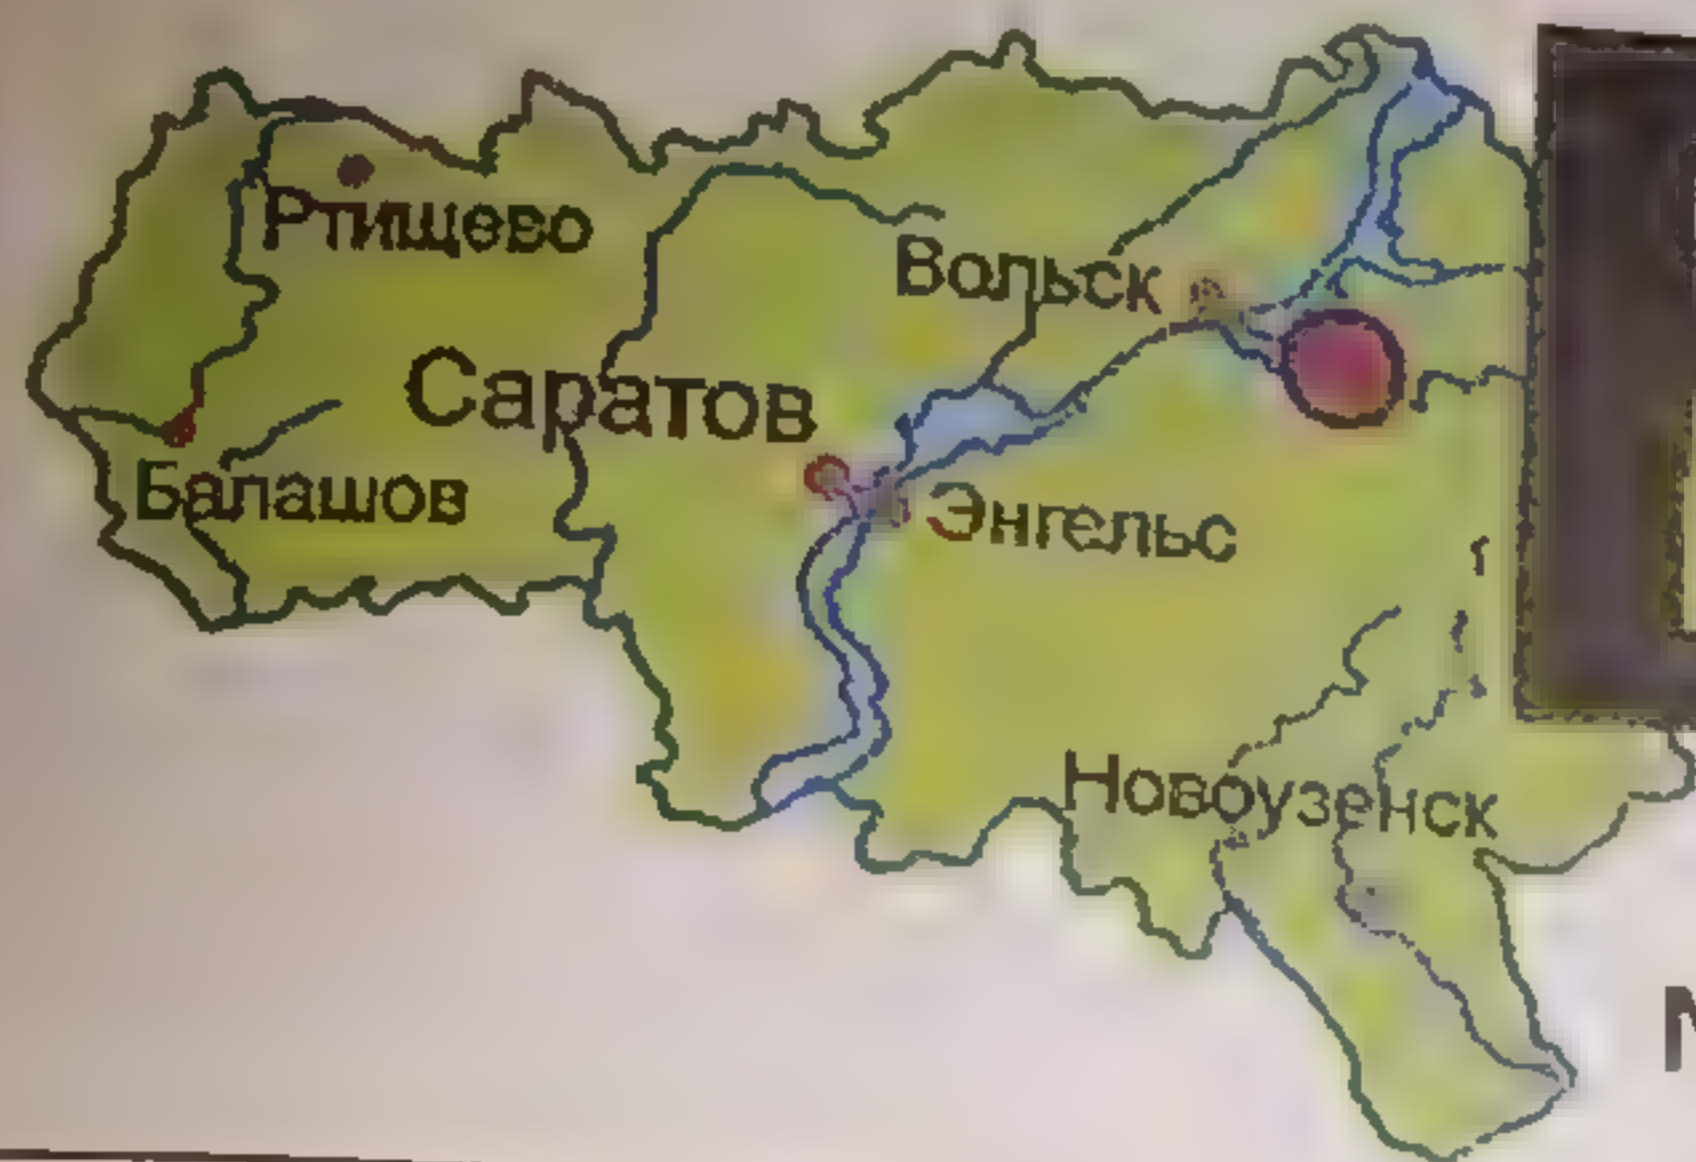 Ртищево
Вольск
Саратов
Балашов
Энгельс
Новоузенск